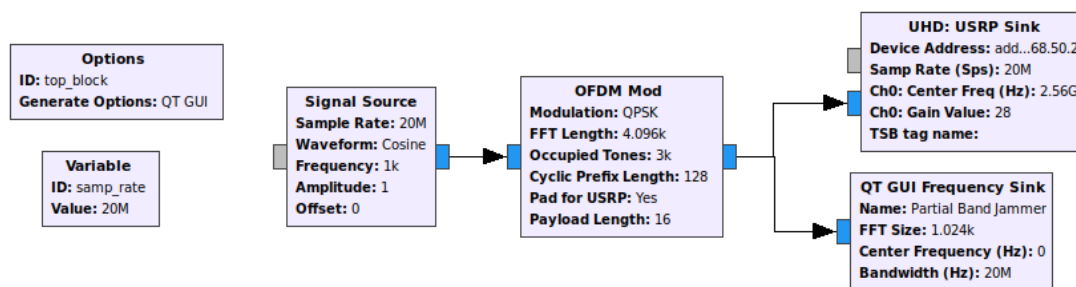 Options
ID: top_block
Generate Options: QT GUI
Variable
ID: samp_rate
Value: 20M
Signal Source
Sample Rate: 20M
Waveform: Cosine
Frequency: 1k
Amplitude: 1
Offset: 0
OFDM Mod
Modulation: QPSK
FFT Length: 4.096k
Occupied Tones: 3k
Cyclic Prefix Length: 128
Pad for USRP: Yes
Payload Length: 16
UHD: USRP Sink
Device Address: add...68.50.2
Samp Rate (Sps): 20M
Ch0: Center Freq (Hz): 2.56G
Ch0: Gain Value: 28
TSB tag name:
QT GUI Frequency Sink
Name: Partial Band Jammer
FFT Size: 1.024k
Center Frequency (Hz): 0
Bandwidth (Hz): 20M